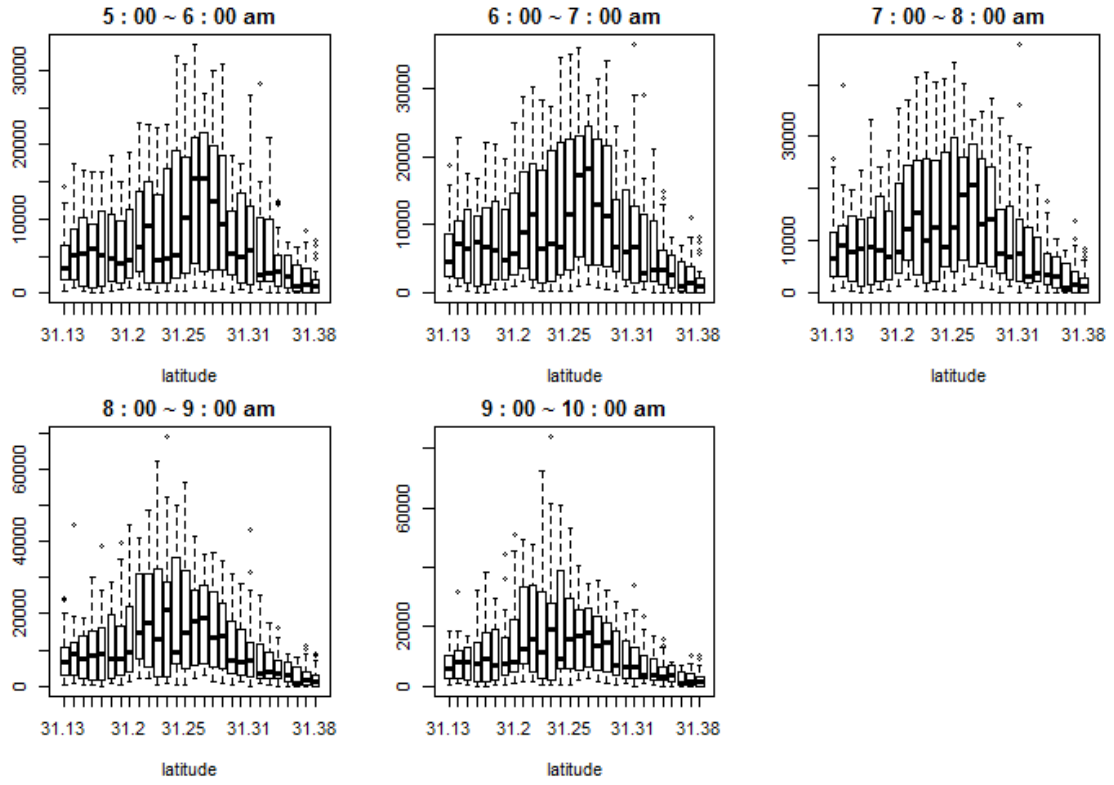 5 : 00 ~ 6 : 00 am
6 : 00 ~ 7 : 00 am
7 : 00 ~ 8 : 00 am
0 10000 20000 30000
0 10000 20000 30000
0 10000 30000
31.13 31.2 31.25 31.31 31.38
31.13 31.2 31.25 31.31 31.38
31.13 31.2 31.25 31.31 31.38
latitude
latitude
latitude
8 : 00 ~ 9 : 00 am
9 : 00 ~ 10 : 00 am
0 20000 40000 60000
0 20000 60000
31.13 31.2 31.25 31.31 31.38
31.13 31.2 31.25 31.31 31.38
latitude
latitude